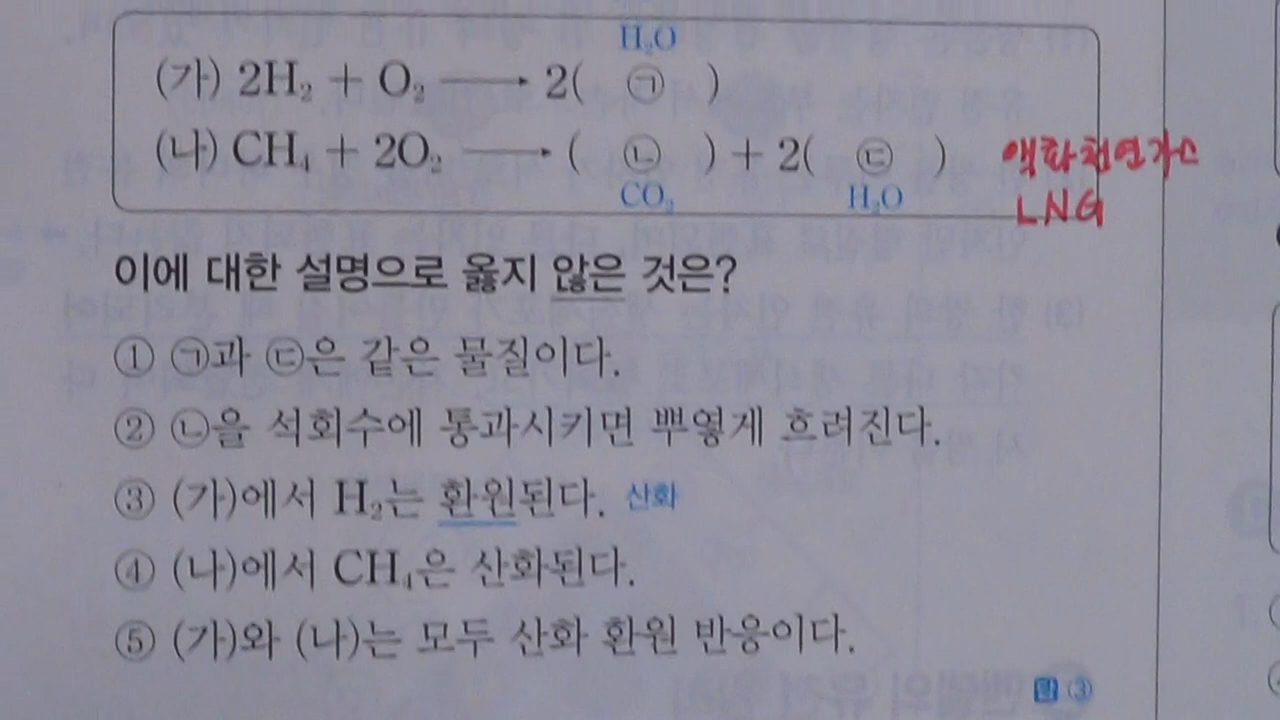 H₂O
(가) 2H₂ + O₂ ⟶ 2( ㉠ )
(나) CH₄ + 2O₂ ⟶ ( ㉡ ) + 2( ㉢ )
CO₂ H₂O
액화천연가스
LNG
이에 대한 설명으로 옳지 않은 것은?
① ㉠과 ㉢은 같은 물질이다.
② ㉡을 석회수에 통과시키면 뿌옇게 흐려진다.
③ (가)에서 H₂는 환원된다. 산화
④ (나)에서 CH₄은 산화된다.
⑤ (가)와 (나)는 모두 산화 환원 반응이다.
답 ③